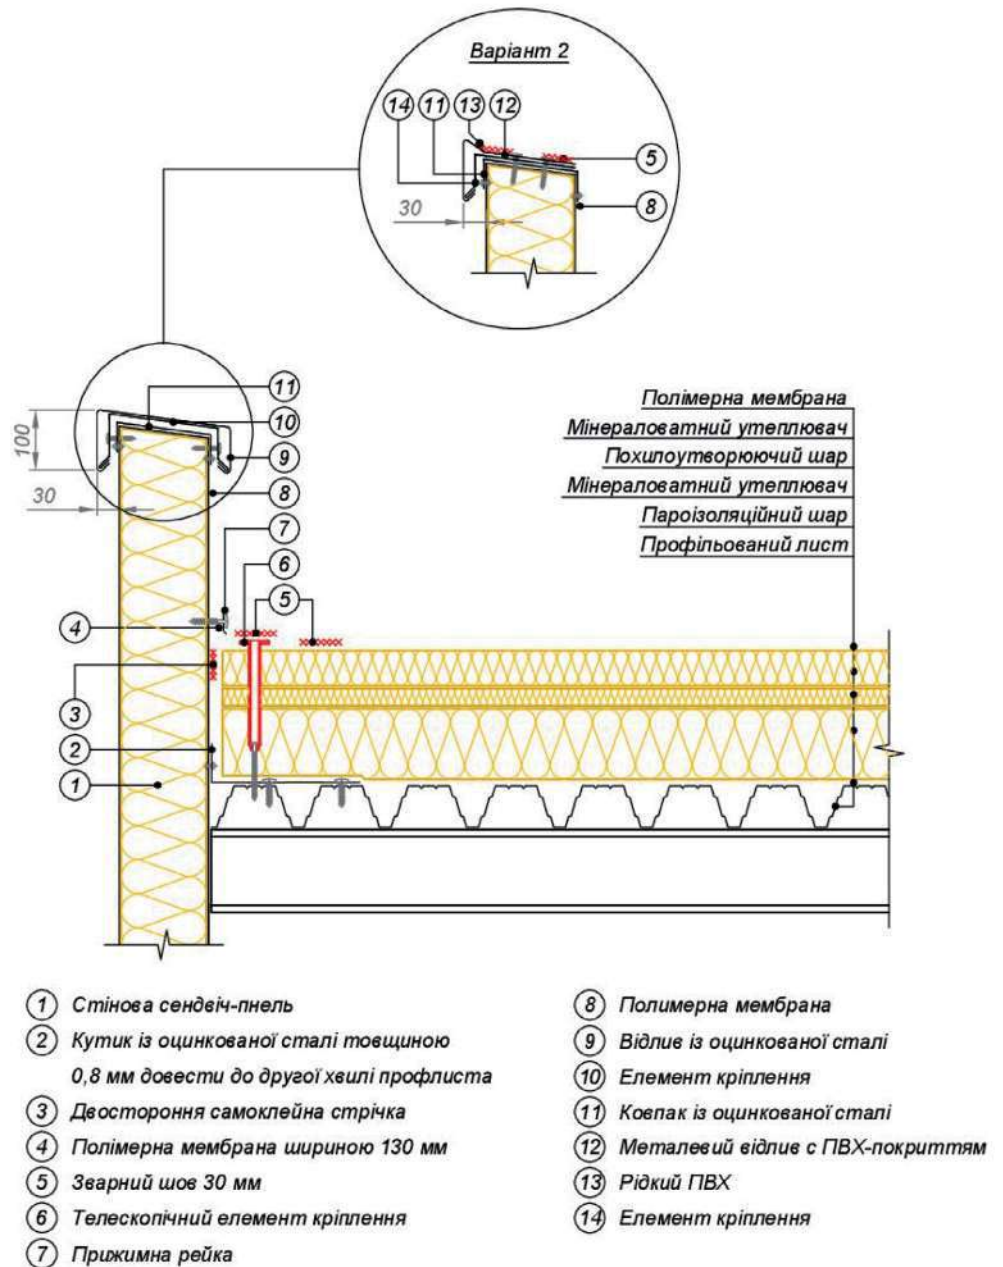 Варіант 2
14 11 13 12
5
8
30
11
10
9
8
7
6
5
4
3
2
1
100
30
Полімерна мембрана
Мінераловатний утеплювач
Похилоутворюючий шар
Мінераловатний утеплювач
Пароізоляційний шар
Профільований лист
1 Стінова сендвіч-пнель
2 Кутик із оцинкованої сталі товщиною
0,8 мм довести до другої хвилі профлиста
3 Двостороння самоклейна стрічка
4 Полімерна мембрана шириною 130 мм
5 Зварний шов 30 мм
6 Телескопічний елемент кріплення
7 Прижимна рейка
8 Полимерна мембрана
9 Відлив із оцинкованої сталі
10 Елемент кріплення
11 Ковпак із оцинкованої сталі
12 Металевий відлив с ПВХ-покриттям
13 Рідкий ПВХ
14 Елемент кріплення